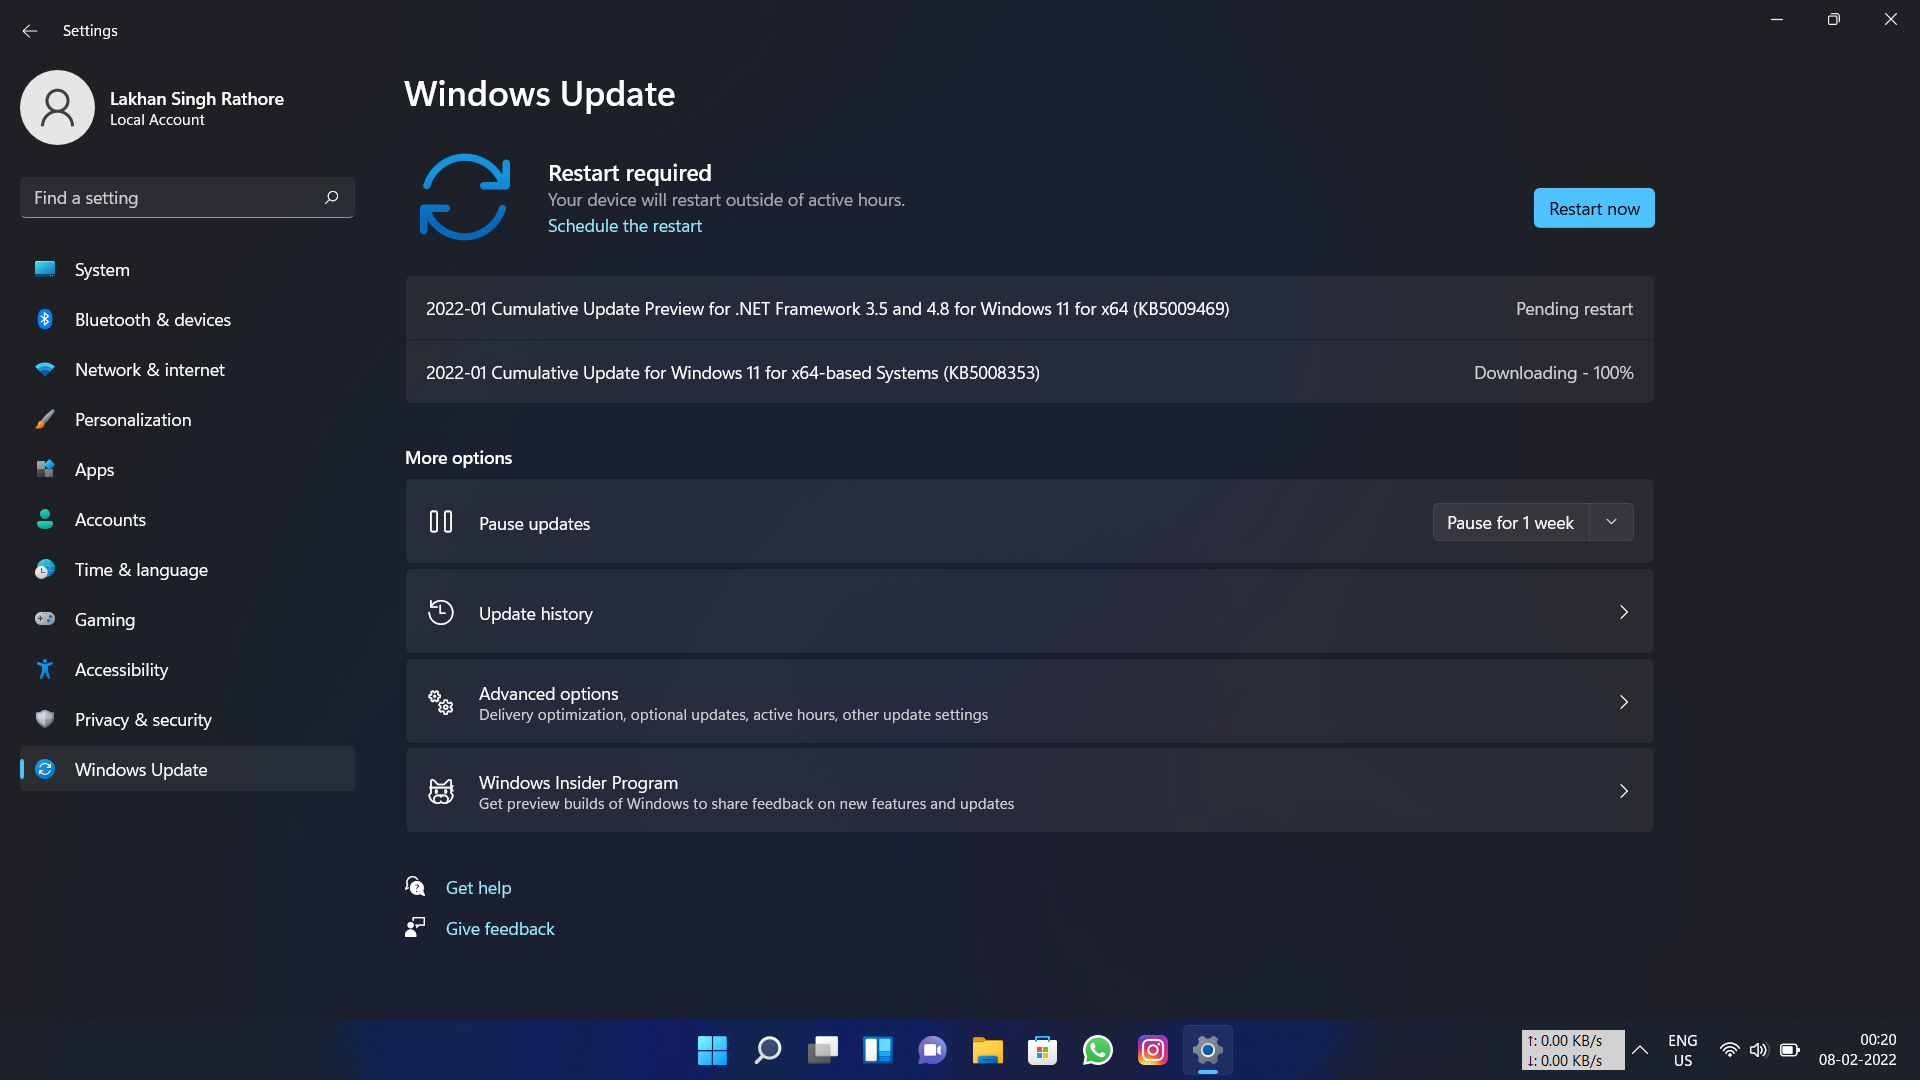 Settings
Lakhan Singh Rathore
Local Account
Find a setting
System
Bluetooth & devices
Network & internet
Personalization
Apps
Accounts
Time & language
Gaming
Accessibility
Privacy & security
Windows Update
Windows Update
Restart required
Your device will restart outside of active hours.
Schedule the restart
Restart now
2022-01 Cumulative Update Preview for .NET Framework 3.5 and 4.8 for Windows 11 for x64 (KB5009469)
Pending restart
2022-01 Cumulative Update for Windows 11 for x64-based Systems (KB5008353)
Downloading - 100%
More options
Pause updates
Pause for 1 week
Update history
Advanced options
Delivery optimization, optional updates, active hours, other update settings
Windows Insider Program
Get preview builds of Windows to share feedback on new features and updates
Get help
Give feedback
↑: 0.00 KB/s
↓: 0.00 KB/s
ENG
US
00:20
08-02-2022